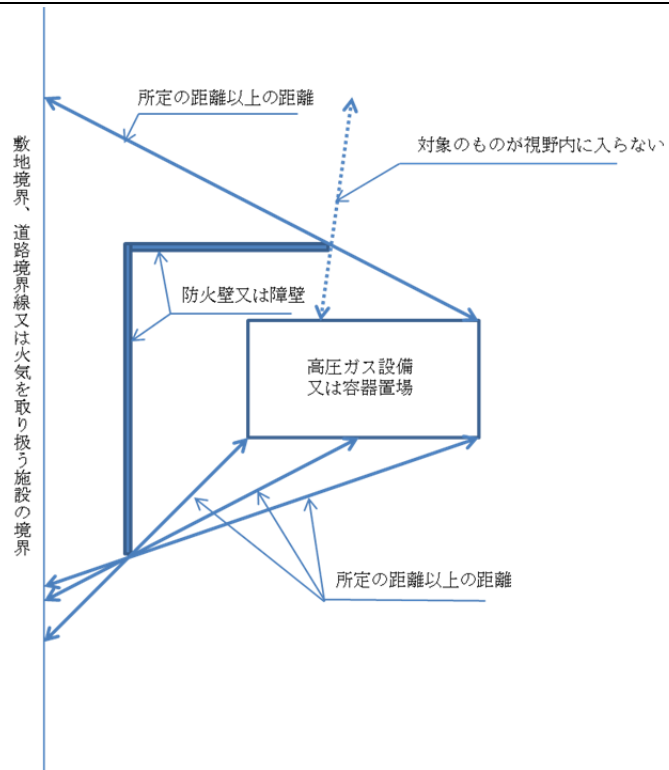 所定の距離以上の距離
対象のものが視野内に入らない
敷地境界、道路境界線又は火気を取り扱う施設の境界
防火壁又は障壁
高圧ガス設備
又は容器置場
所定の距離以上の距離